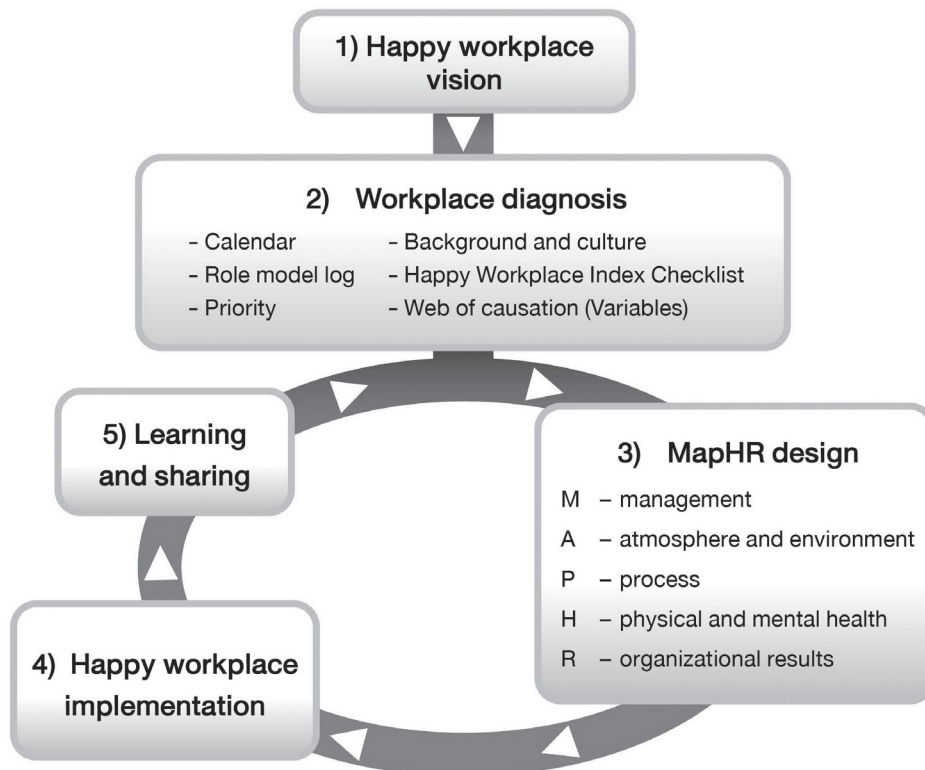 1) Happy workplace
vision
2) Workplace diagnosis
- Calendar
- Role model log
- Priority
- Background and culture
- Happy Workplace Index Checklist
- Web of causation (Variables)
3) MapHR design
M – management
A – atmosphere and environment
P – process
H – physical and mental health
R – organizational results
4) Happy workplace
implementation
5) Learning
and sharing